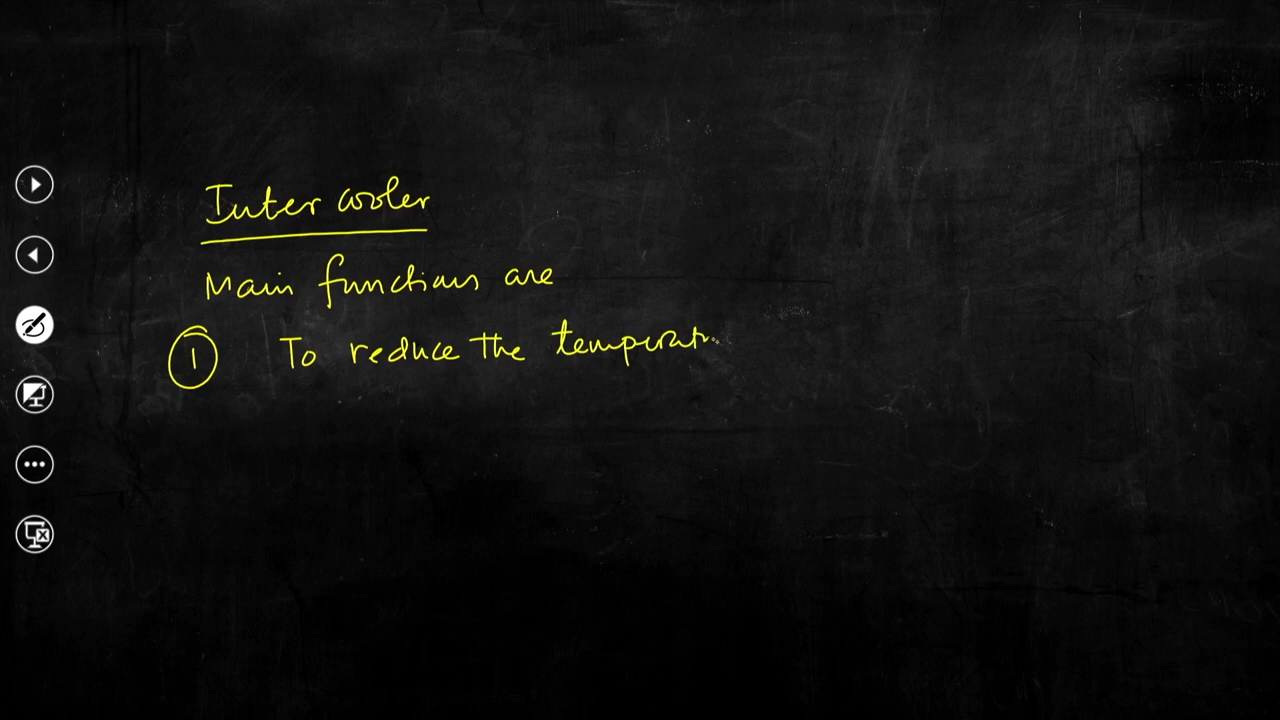 Inter cooler
Main functions are
1 To reduce the temperat